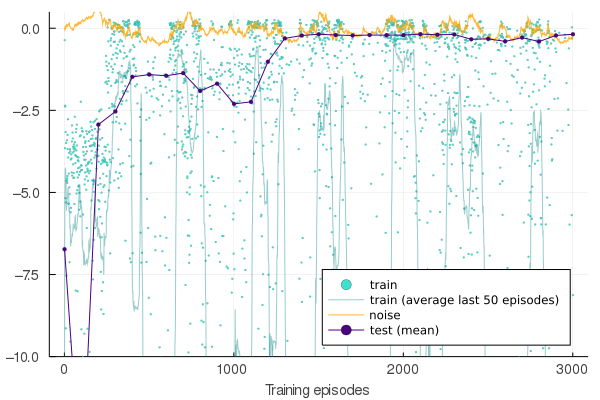 0.0
−2.5
−5.0
−7.5
−10.0
train
train (average last 50 episodes)
noise
test (mean)
0
1000
2000
3000
Training episodes